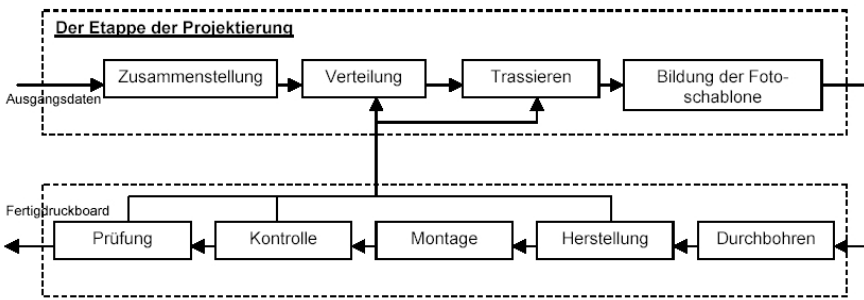 Der Etappe der Projektierung
Zusammenstellung
Verteilung
Trassieren
Bildung der Foto-
schablone
Ausgangsdaten
Fertigdruckboard
Prüfung
Kontrolle
Montage
Herstellung
Durchbohren